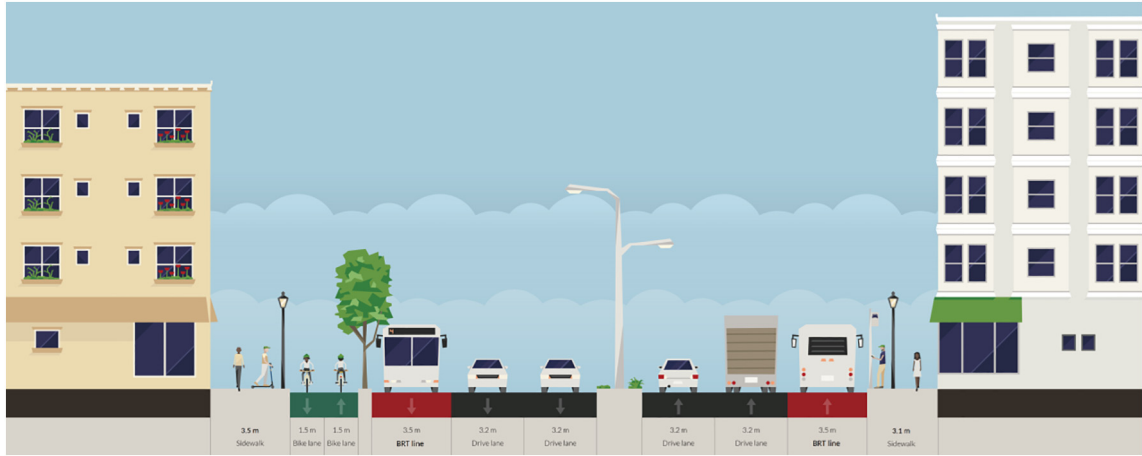 3.5 m
Sidewalk
1.5 m
Bike lane
1.5 m
Bike lane
3.5 m
BRT line
3.2 m
Drive lane
3.2 m
Drive lane
3.2 m
Drive lane
3.2 m
Drive lane
3.5 m
BRT line
3.1 m
Sidewalk